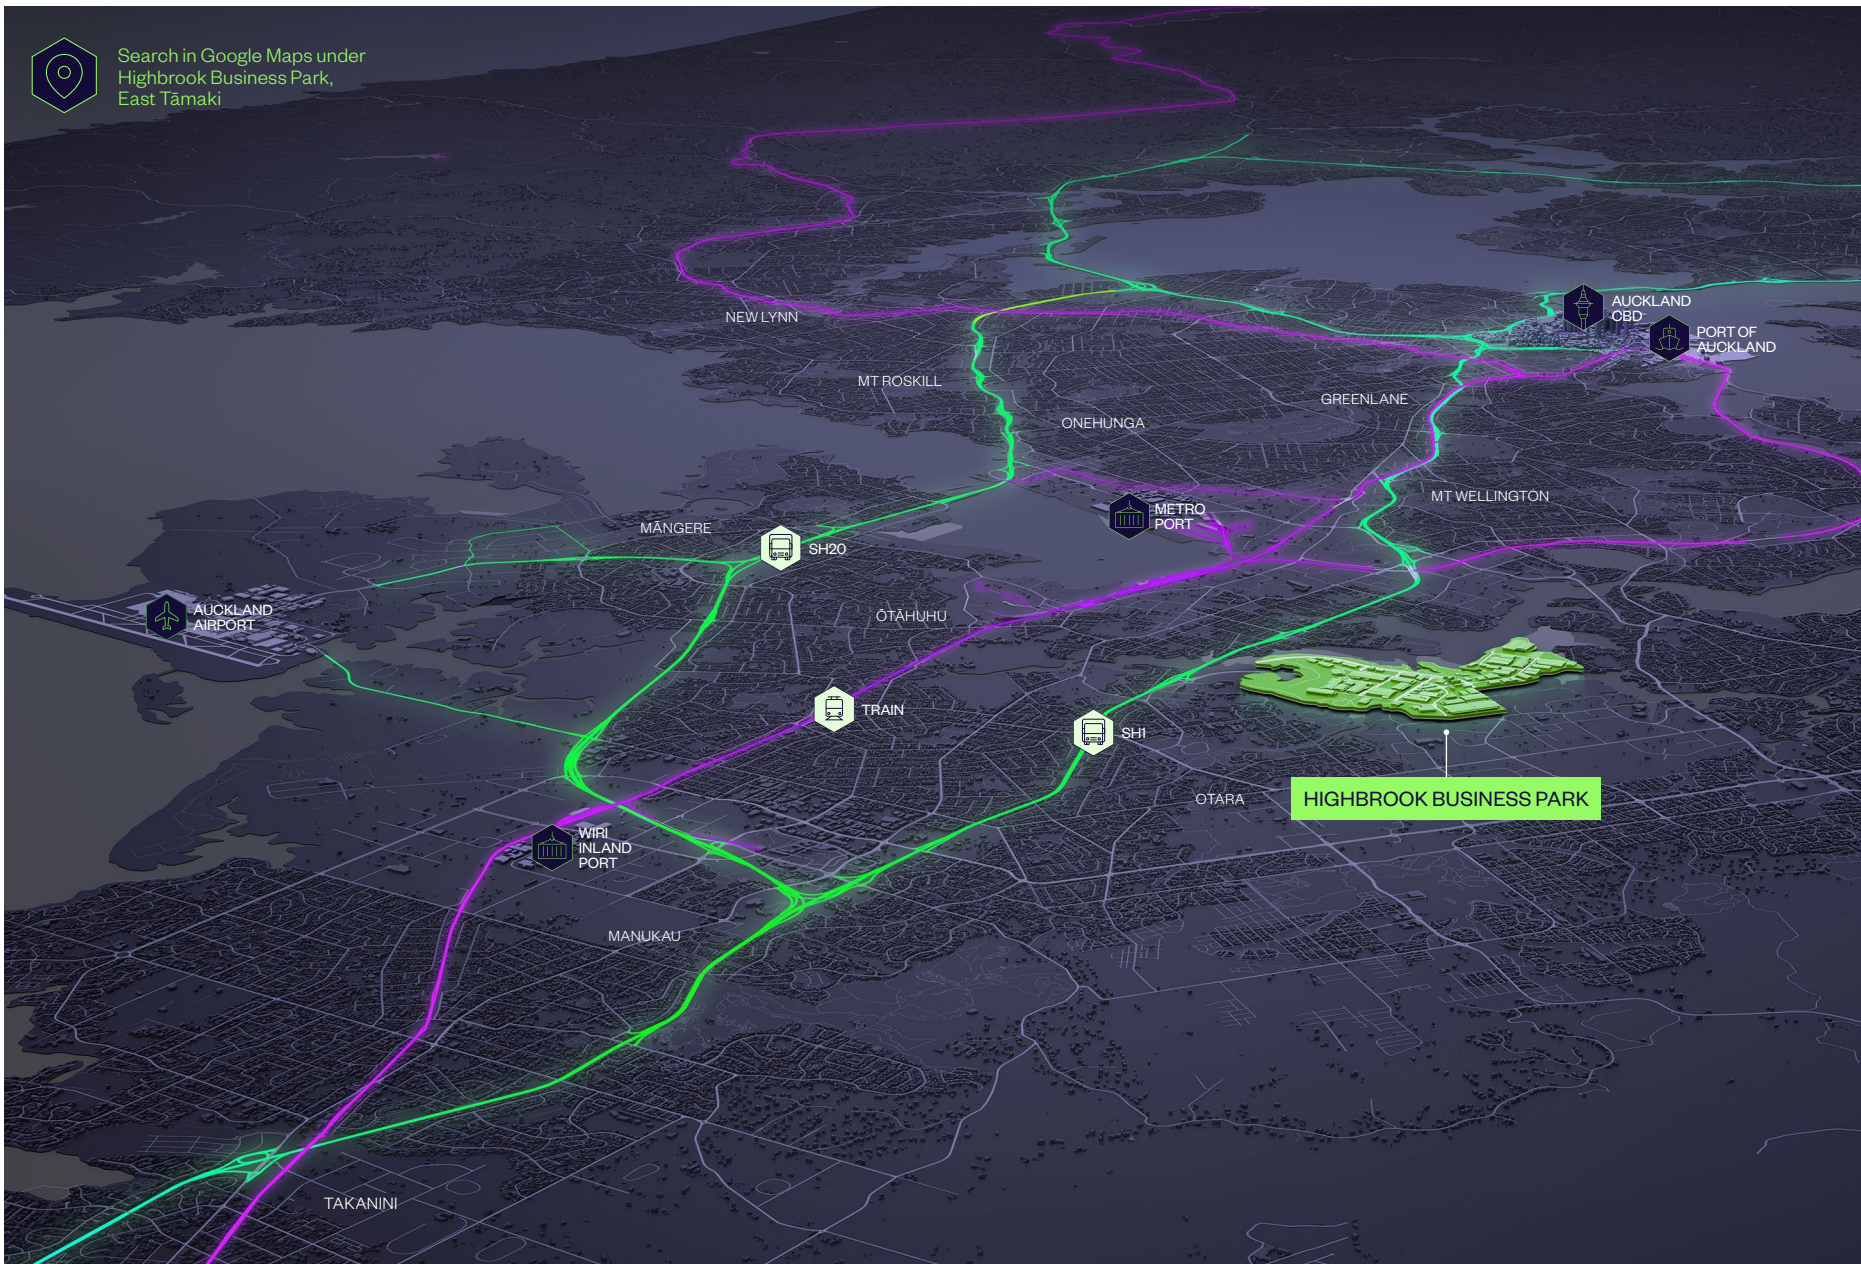 Search in Google Maps under
Highbrook Business Park,
East Tāmaki
AUCKLAND
CBD
PORT OF
AUCKLAND
NEW LYNN
MT ROSKILL
GREENLANE
ONEHUNGA
MT WELLINGTON
METRO
PORT
MĀNGERE
SH20
AUCKLAND
AIRPORT
ŌTĀHUHU
TRAIN
SH1
OTARA
HIGHBROOK BUSINESS PARK
WIRI
INLAND
PORT
MANUKAU
TAKANINI